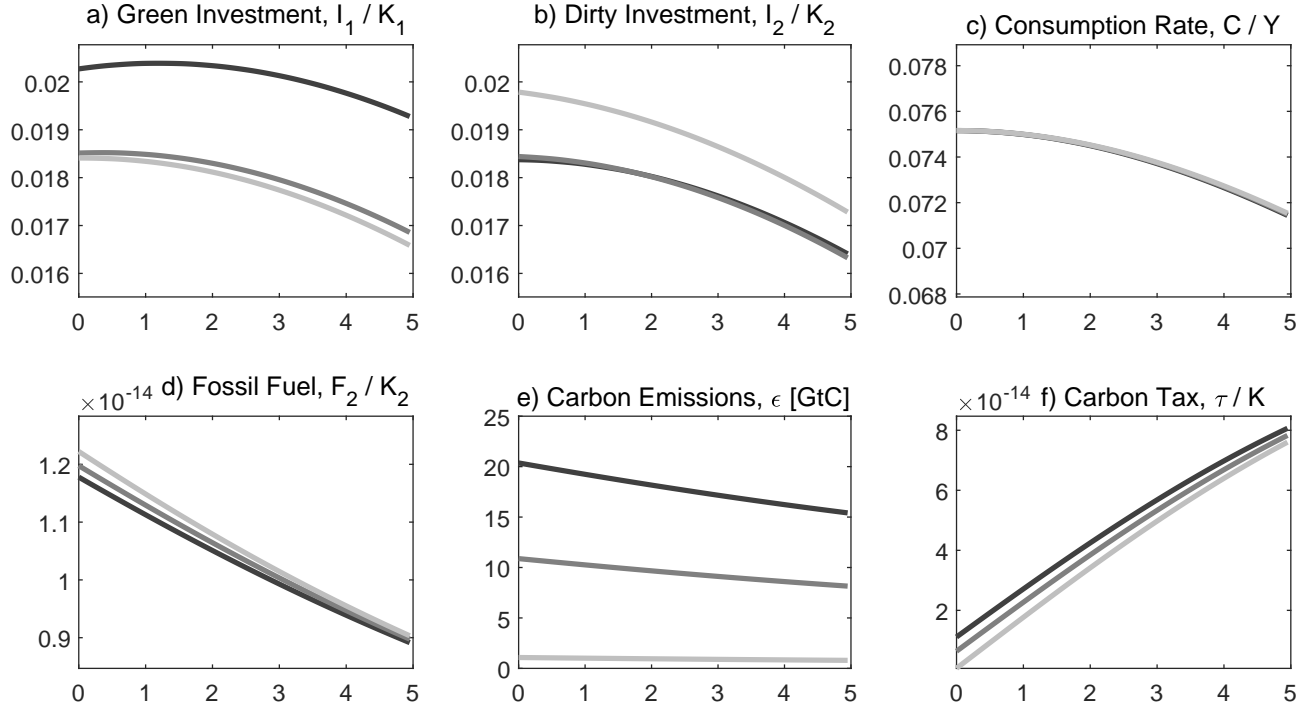 a) Green Investment, I_1 / K_1
0.02
0.019
0.018
0.017
0.016
0 1 2 3 4 5
b) Dirty Investment, I_2 / K_2
0.02
0.019
0.018
0.017
0.016
0 1 2 3 4 5
c) Consumption Rate, C / Y
0.078
0.076
0.074
0.072
0.07
0.068
0 1 2 3 4 5
×10^-14 d) Fossil Fuel, F_2 / K_2
1.2
1.1
1
0.9
0 1 2 3 4 5
e) Carbon Emissions, ϵ [GtC]
25
20
15
10
5
0
0 1 2 3 4 5
×10^-14 f) Carbon Tax, τ / K
8
6
4
2
0 1 2 3 4 5